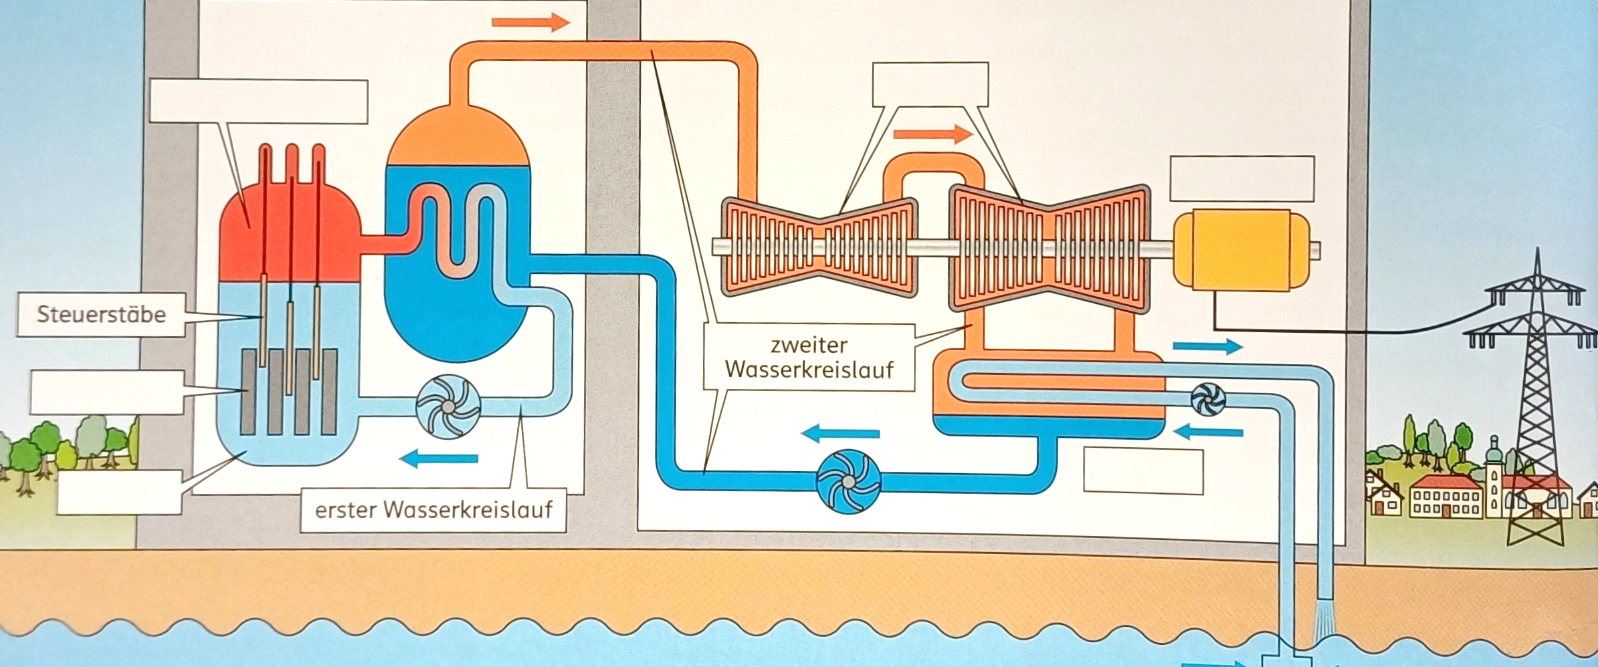 Steuerstäbe
zweiter
Wasserkreislauf
erster Wasserkreislauf